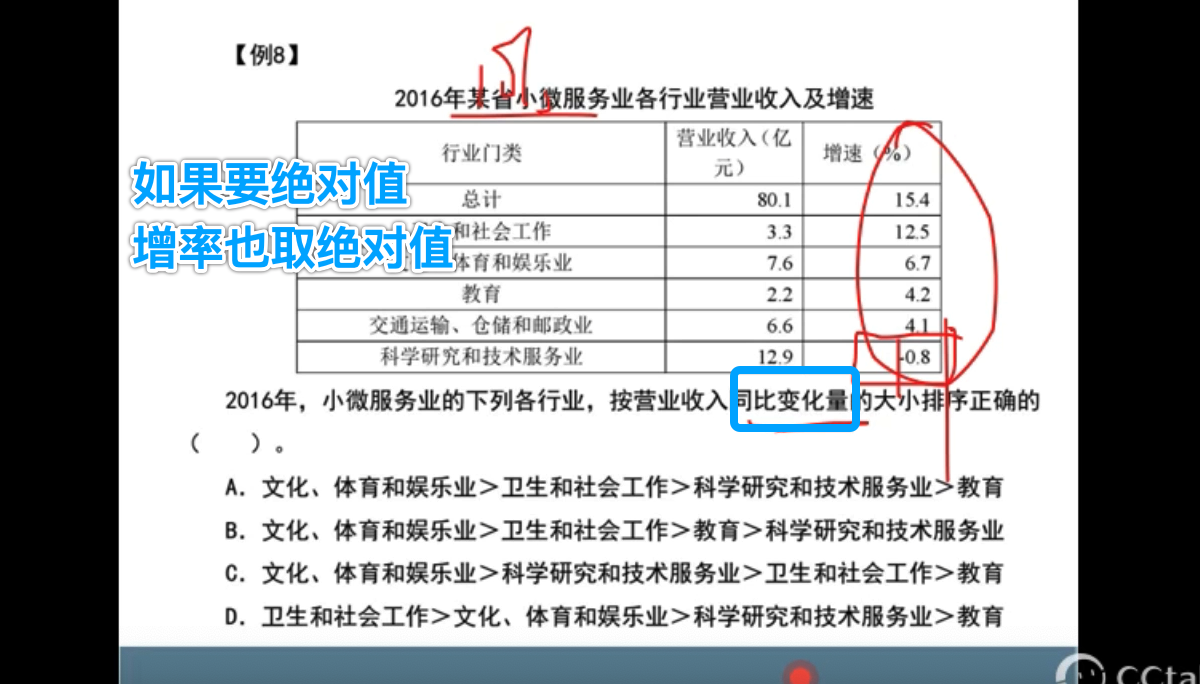 【例8】
2016年某省小微服务业各行业营业收入及增速
行业门类 营业收入（亿元） 增速（%）
如果要绝对值
总计 80.1 15.4
和社会工作 3.3 12.5
增率也取绝对值
体育和娱乐业 7.6 6.7
教育 2.2 4.2
交通运输、仓储和邮政业 6.6 4.1
科学研究和技术服务业 12.9 -0.8
2016年，小微服务业的下列各行业，按营业收入同比变化量的大小排序正确的
（ ）。
A. 文化、体育和娱乐业＞卫生和社会工作＞科学研究和技术服务业＞教育
B. 文化、体育和娱乐业＞卫生和社会工作＞教育＞科学研究和技术服务业
C. 文化、体育和娱乐业＞科学研究和技术服务业＞卫生和社会工作＞教育
D. 卫生和社会工作＞文化、体育和娱乐业＞科学研究和技术服务业＞教育
CCta